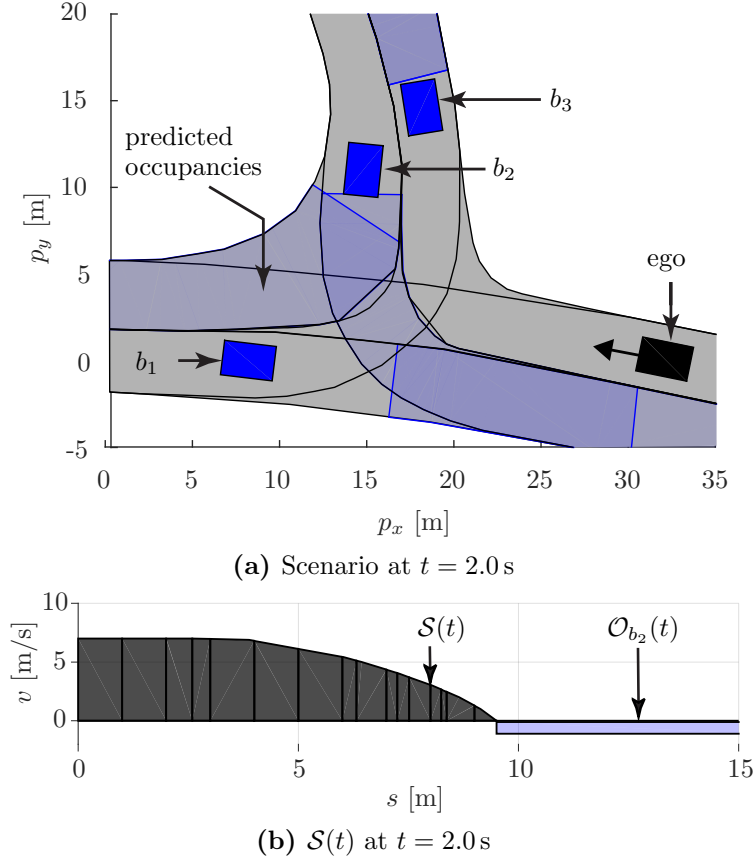 20
15
10
5
0
-5
p_y [m]
predicted
occupancies
b_3
b_2
ego
b_1
0 5 10 15 20 25 30 35
p_x [m]
(a) Scenario at t = 2.0 s
10
5
0
v [m/s]
S(t)
O_{b_2}(t)
0 5 10 15
s [m]
(b) S(t) at t = 2.0 s